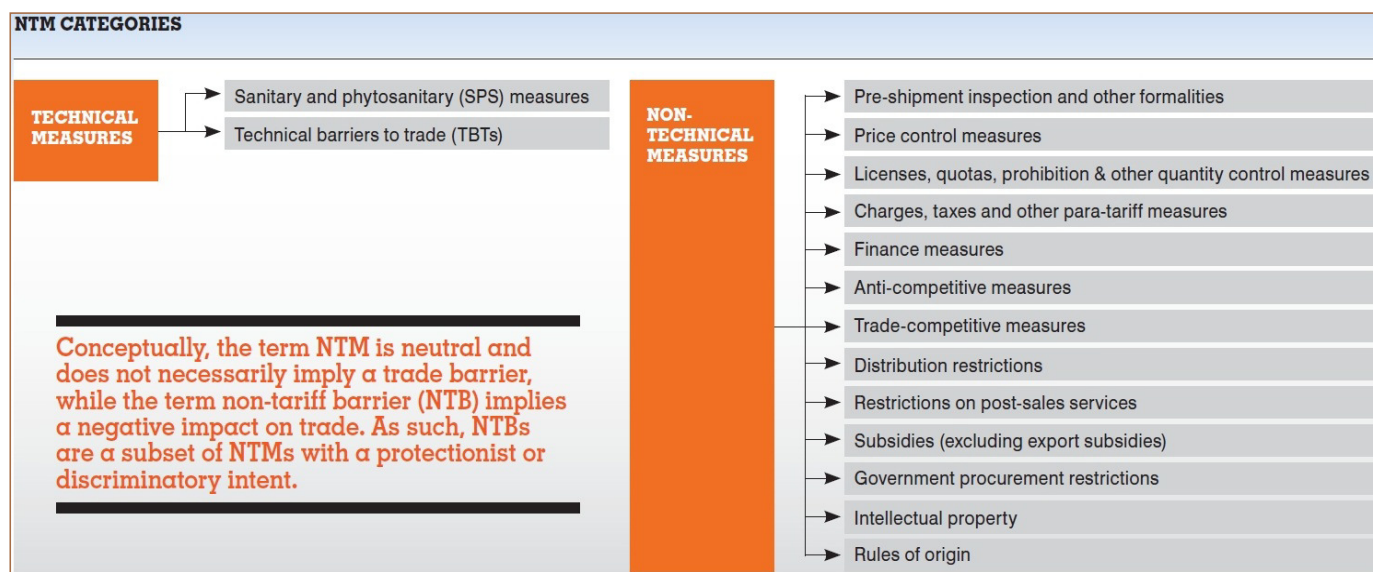 NTM CATEGORIES
TECHNICAL
MEASURES
Sanitary and phytosanitary (SPS) measures
Technical barriers to trade (TBTs)
Conceptually, the term NTM is neutral and
does not necessarily imply a trade barrier,
while the term non-tariff barrier (NTB) implies
a negative impact on trade. As such, NTBs
are a subset of NTMs with a protectionist or
discriminatory intent.
NON-
TECHNICAL
MEASURES
Pre-shipment inspection and other formalities
Price control measures
Licenses, quotas, prohibition & other quantity control measures
Charges, taxes and other para-tariff measures
Finance measures
Anti-competitive measures
Trade-competitive measures
Distribution restrictions
Restrictions on post-sales services
Subsidies (excluding export subsidies)
Government procurement restrictions
Intellectual property
Rules of origin